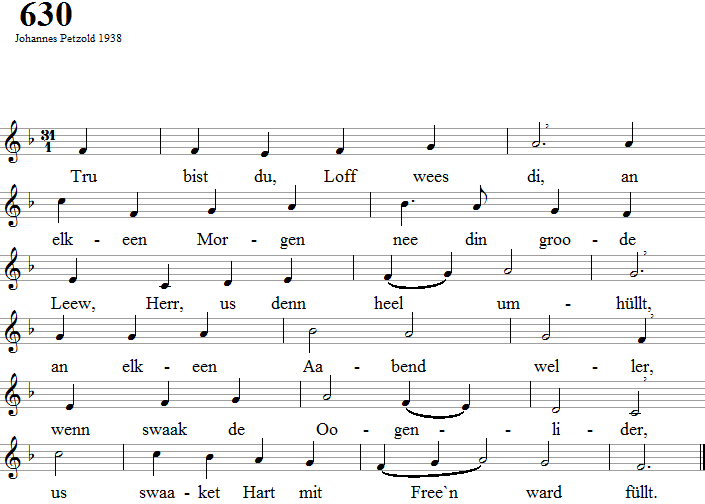 630
Johannes Petzold 1938
31
1
Tru bist du, Loff wees di, an
elk - een Mor - gen nee din groo - de
Leew, Herr, us denn heel um - hüllt,
an elk - een Aa - bend wel - ler,
wenn swaak de Oo - gen - - li - der,
us swaa - ket Hart mit Free`n ward füllt.